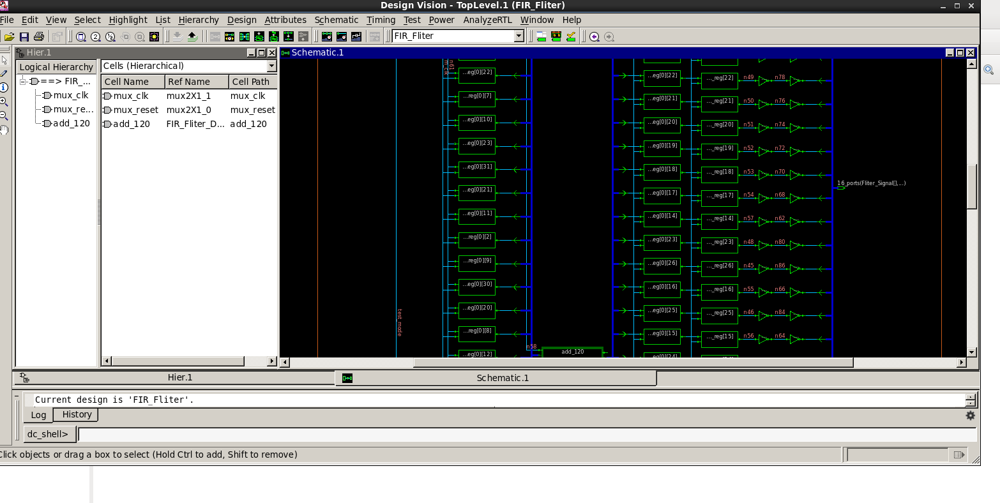 Design Vision - TopLevel.1 (FIR_Fliter)
File Edit View Select Highlight List Hierarchy Design Attributes Schematic Timing Test Power AnalyzeRTL Window Help
FIR_Fliter
Hier.1
Logical Hierarchy
==> FIR_...
mux_clk
mux_re...
add_120
Cells (Hierarchical)
Cell Name Ref Name Cell Path
mux_clk mux2X1_1 mux_clk
mux_reset mux2X1_0 mux_reset
add_120 FIR_Fliter_D... add_120
Schematic.1
n61
...eg[0][22]
...reg[0][7]
...eg[0][10]
...eg[0][23]
...eg[0][31]
...eg[0][21]
...eg[0][11]
...reg[0][2]
...reg[0][9]
...eg[0][30]
...eg[0][20]
...reg[0][8]
...eg[0][12]
test_mode
n58
add_120
...eg[0][22]
...eg[0][21]
...eg[0][20]
...eg[0][19]
...eg[0][18]
...eg[0][17]
...eg[0][14]
...eg[0][23]
...eg[0][26]
...eg[0][16]
...eg[0][25]
...eg[0][15]
...eg[0][24]
..._reg[22] n49 n78
..._reg[21] n50 n76
..._reg[20] n51 n74
..._reg[19] n52 n72
..._reg[18] n53 n70
..._reg[17] n54 n68
..._reg[14] n57 n62
..._reg[23] n48 n80
..._reg[26] n45 n86
..._reg[16] n55 n66
..._reg[25] n46 n84
..._reg[15] n56 n64
16_ports(Fliter_Signal[],...)
Hier.1
Schematic.1
Current design is 'FIR_Fliter'.
Log History
dc_shell>
Click objects or drag a box to select (Hold Ctrl to add, Shift to remove)